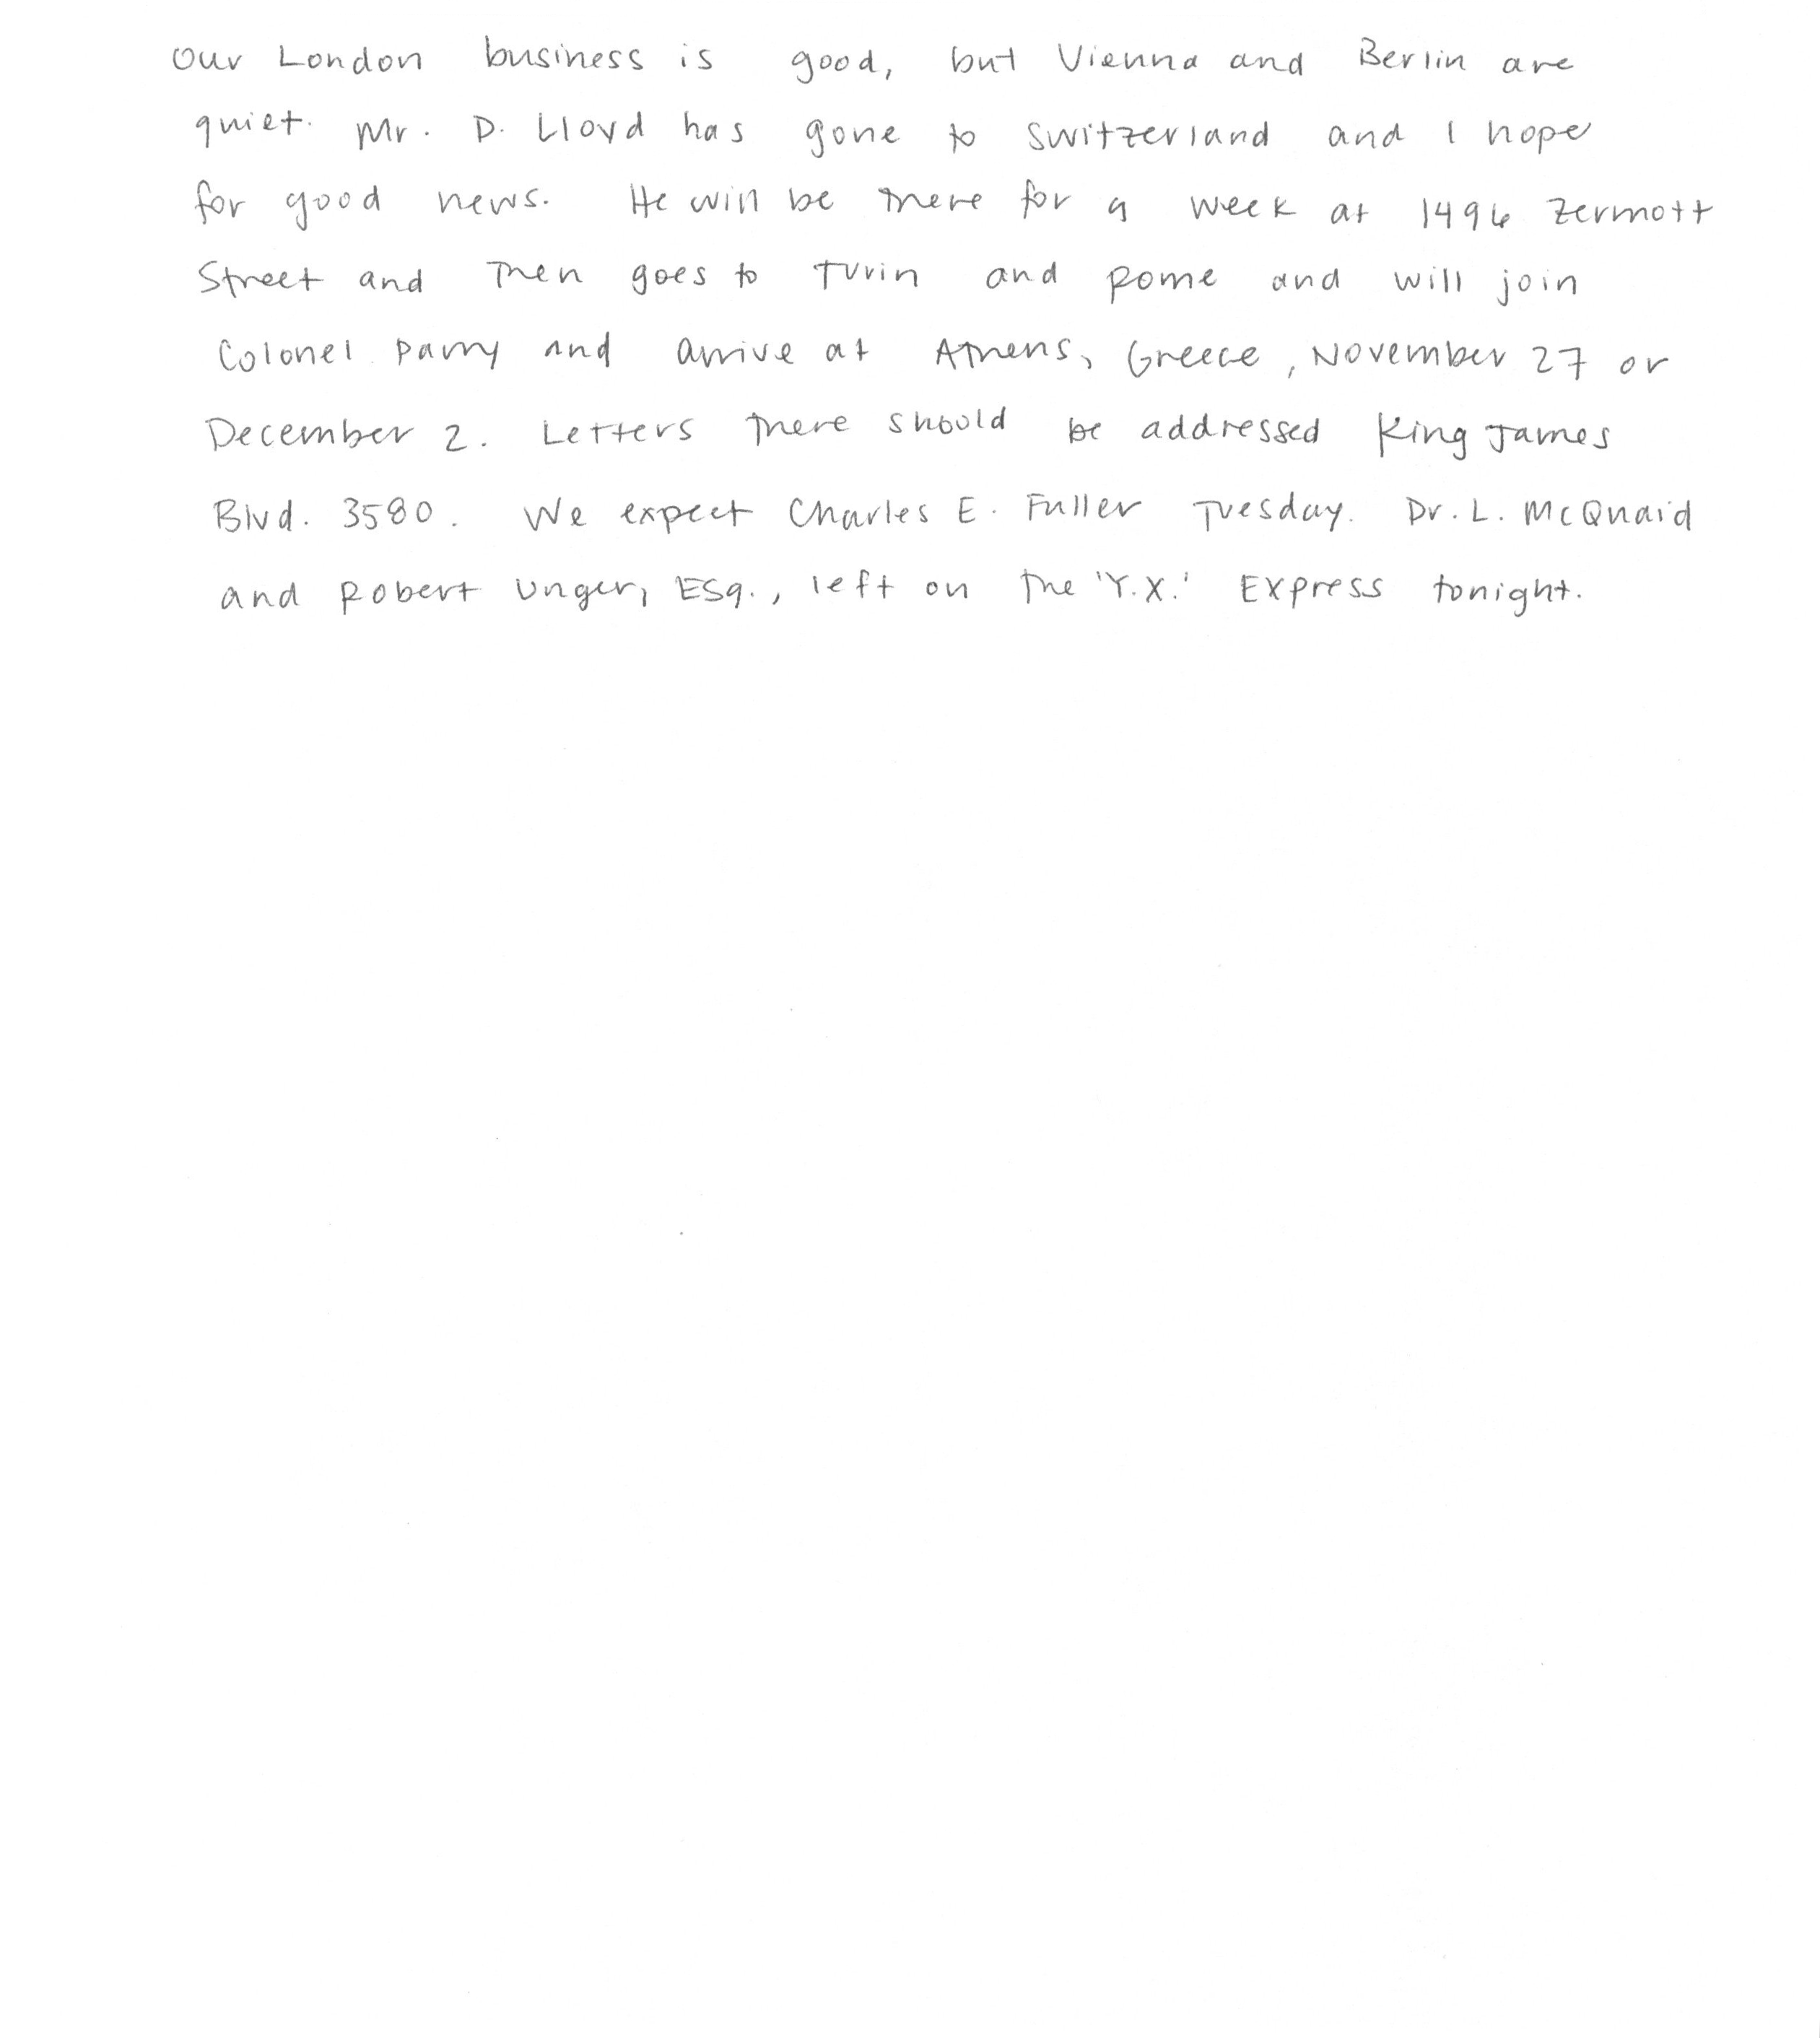 Our London business is good, but Vienna and Berlin are
quiet. Mr. D. Lloyd has gone to Switzerland and I hope
for good news. He will be there for a week at 1496 Zermott
Street and then goes to Turin and Rome and will join
Colonel Parry and arrive at Athens, Greece, November 27 or
December 2. Letters there should be addressed King James
Blvd. 3580. We expect Charles E. Fuller Tuesday. Dr. L. McQuaid
and Robert Unger, Esq., left on the 'Y.X.' Express tonight.